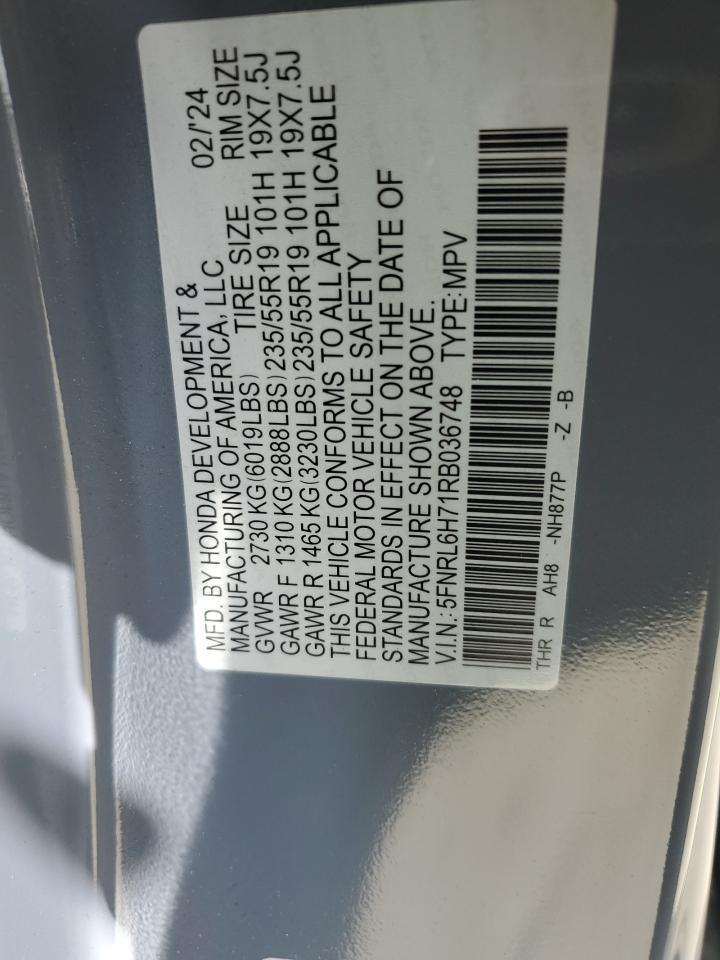 MFD. BY HONDA DEVELOPMENT & 02/'24
MANUFACTURING OF AMERICA, LLC
GVWR 2730 KG(6019LBS) TIRE SIZE RIM SIZE
GAWR F 1310 KG(2888LBS) 235/55R19 101H 19X7.5J
GAWR R 1465 KG(3230LBS) 235/55R19 101H 19X7.5J
THIS VEHICLE CONFORMS TO ALL APPLICABLE
FEDERAL MOTOR VEHICLE SAFETY
STANDARDS IN EFFECT ON THE DATE OF
MANUFACTURE SHOWN ABOVE.
V.I.N.:5FNRL6H71RB036748 TYPE:MPV
THR R AH8 -NH877P -Z -B